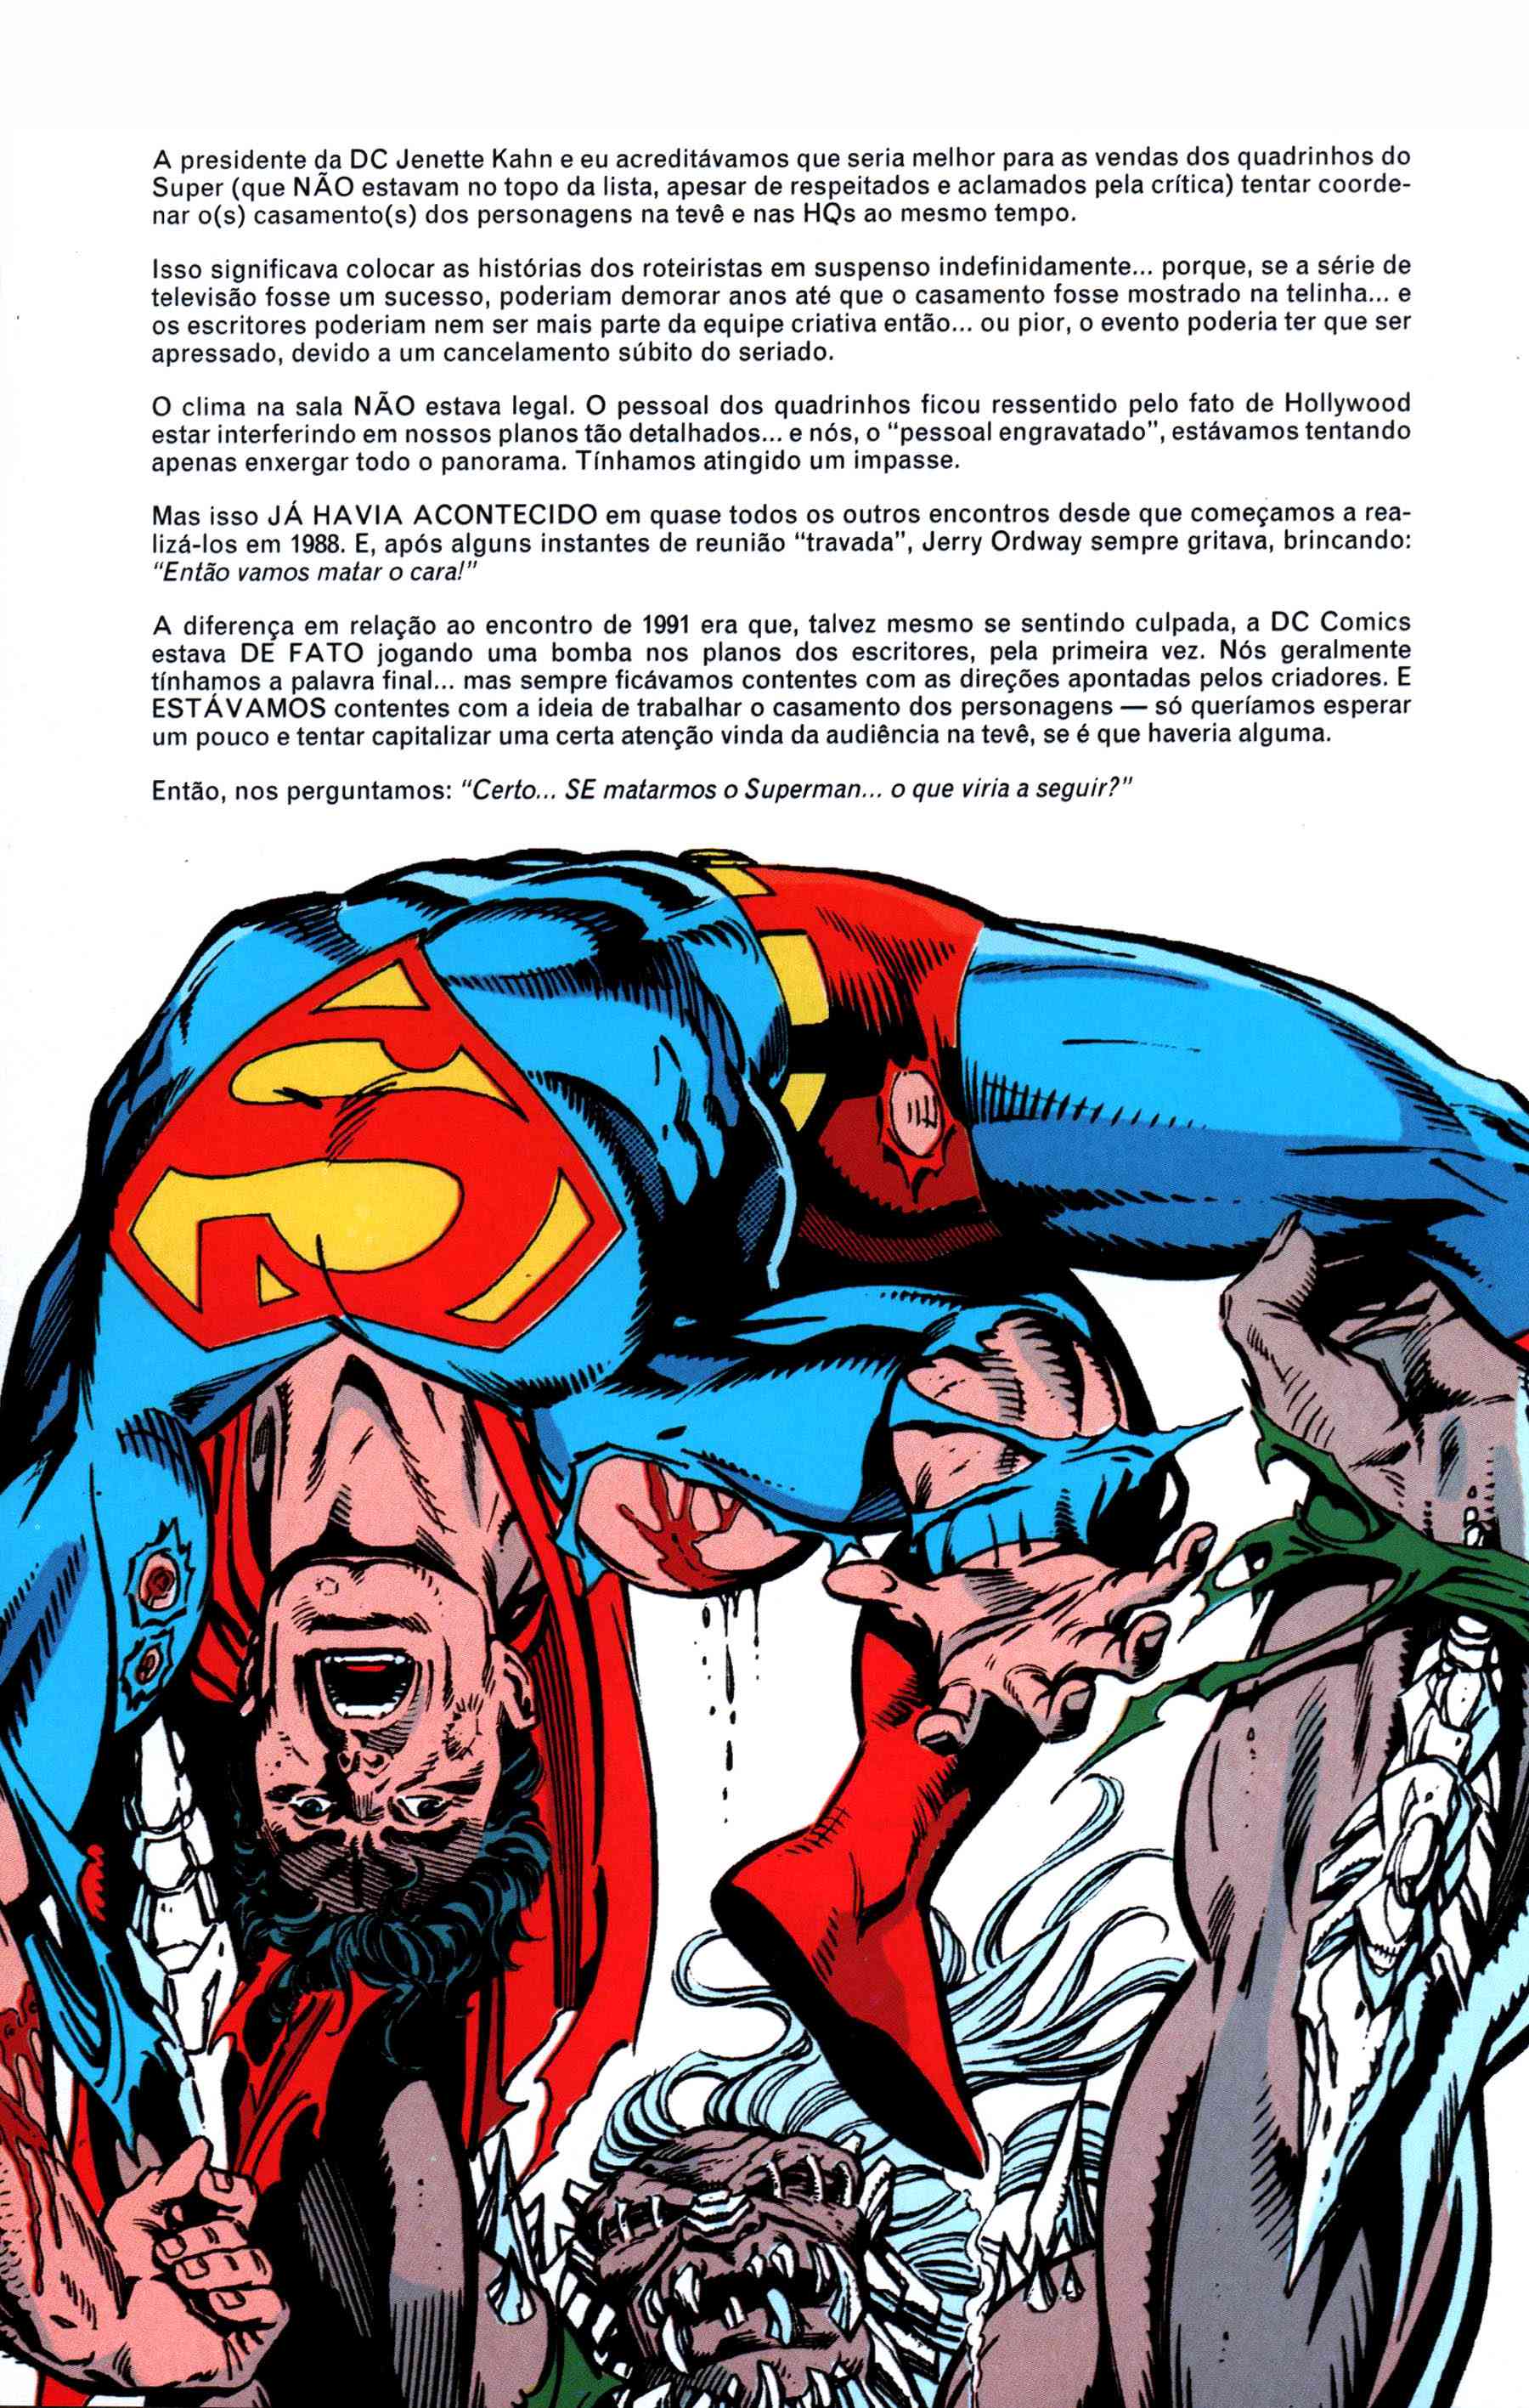 A presidente da DC Jenette Kahn e eu acreditávamos que seria melhor para as vendas dos quadrinhos do
Super (que NÃO estavam no topo da lista, apesar de respeitados e aclamados pela crítica) tentar coorde-
nar o(s) casamento(s) dos personagens na tevê e nas HQs ao mesmo tempo.
Isso significava colocar as histórias dos roteiristas em suspenso indefinidamente... porque, se a série de
televisão fosse um sucesso, poderiam demorar anos até que o casamento fosse mostrado na telinha... e
os escritores poderiam nem ser mais parte da equipe criativa então... ou pior, o evento poderia ter que ser
apressado, devido a um cancelamento súbito do seriado.
O clima na sala NÃO estava legal. O pessoal dos quadrinhos ficou ressentido pelo fato de Hollywood
estar interferindo em nossos planos tão detalhados... e nós, o “pessoal engravatado”, estávamos tentando
apenas enxergar todo o panorama. Tínhamos atingido um impasse.
Mas isso JÁ HAVIA ACONTECIDO em quase todos os outros encontros desde que começamos a rea-
lizá-los em 1988. E, após alguns instantes de reunião “travada”, Jerry Ordway sempre gritava, brincando:
“Então vamos matar o cara!”
A diferença em relação ao encontro de 1991 era que, talvez mesmo se sentindo culpada, a DC Comics
estava DE FATO jogando uma bomba nos planos dos escritores, pela primeira vez. Nós geralmente
tínhamos a palavra final... mas sempre ficávamos contentes com as direções apontadas pelos criadores. E
ESTÁVAMOS contentes com a ideia de trabalhar o casamento dos personagens — só queríamos esperar
um pouco e tentar capitalizar uma certa atenção vinda da audiência na tevê, se é que haveria alguma.
Então, nos perguntamos: “Certo... SE matarmos o Superman... o que viria a seguir?”
S